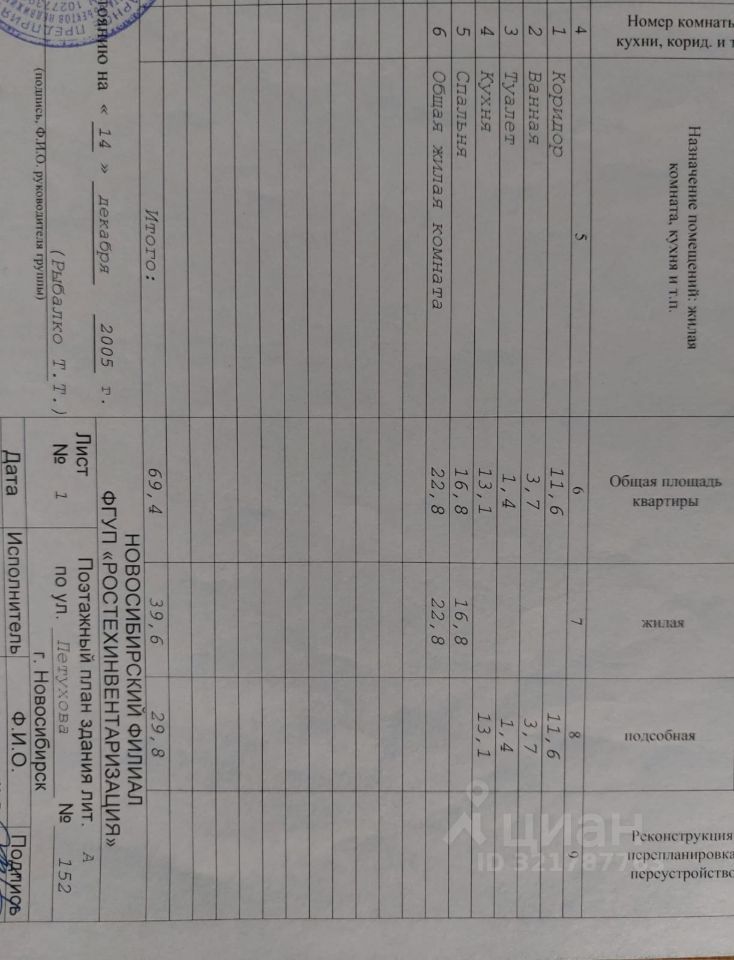 Номер комнаты
кухни, корид. и т
Назначение помещений: жилая
комната, кухня и т.п.
Общая площадь
квартиры
жилая
подсобная
Реконструкция
перепланировка
переустройство
4 5 6 7 8 9
1 Коридор 11,6 11,6
2 Ванная 3,7 3,7
3 Туалет 1,4 1,4
4 Кухня 13,1 13,1
5 Спальня 16,8 16,8
6 Общая жилая комната 22,8 22,8
Итого: 69,4 39,6 29,8
оянию на « 14 » декабря 2005 г.
(Рыбалко Т.Т.)
(подпись, Ф.И.О. руководителя группы)
НОВОСИБИРСКИЙ ФИЛИАЛ
ФГУП «РОСТЕХИНВЕНТАРИЗАЦИЯ»
Лист
№ 1
Поэтажный план здания лит. А
по ул. Петухова № 152
г. Новосибирск
Дата Исполнитель Ф.И.О. Подпись
циан